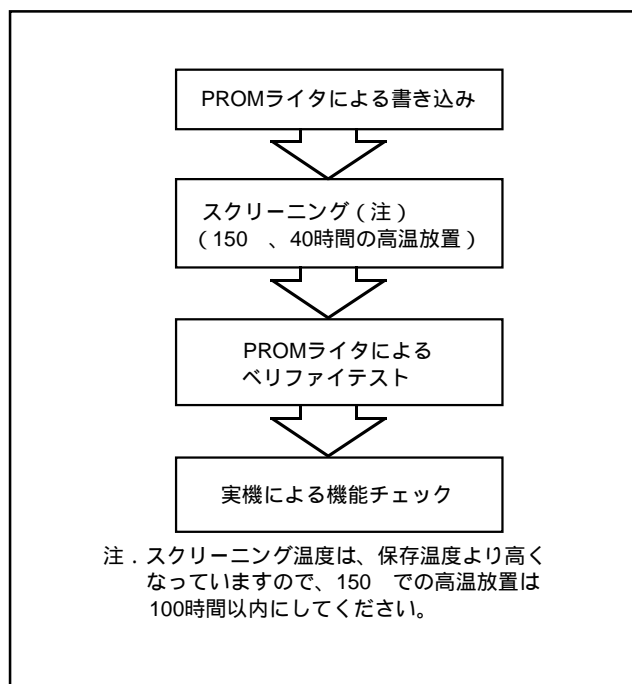 PROMライタによる書き込み
スクリーニング(注)
(150　、40時間の高温放置)
PROMライタによる
ベリファイテスト
実機による機能チェック
注．スクリーニング温度は、保存温度より高く
なっていますので、150　での高温放置は
100時間以内にしてください。